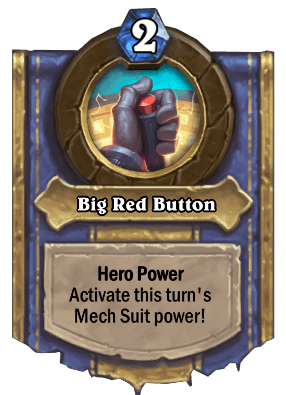 2
Big Red Button
Hero Power
Activate this turn's
Mech Suit power!